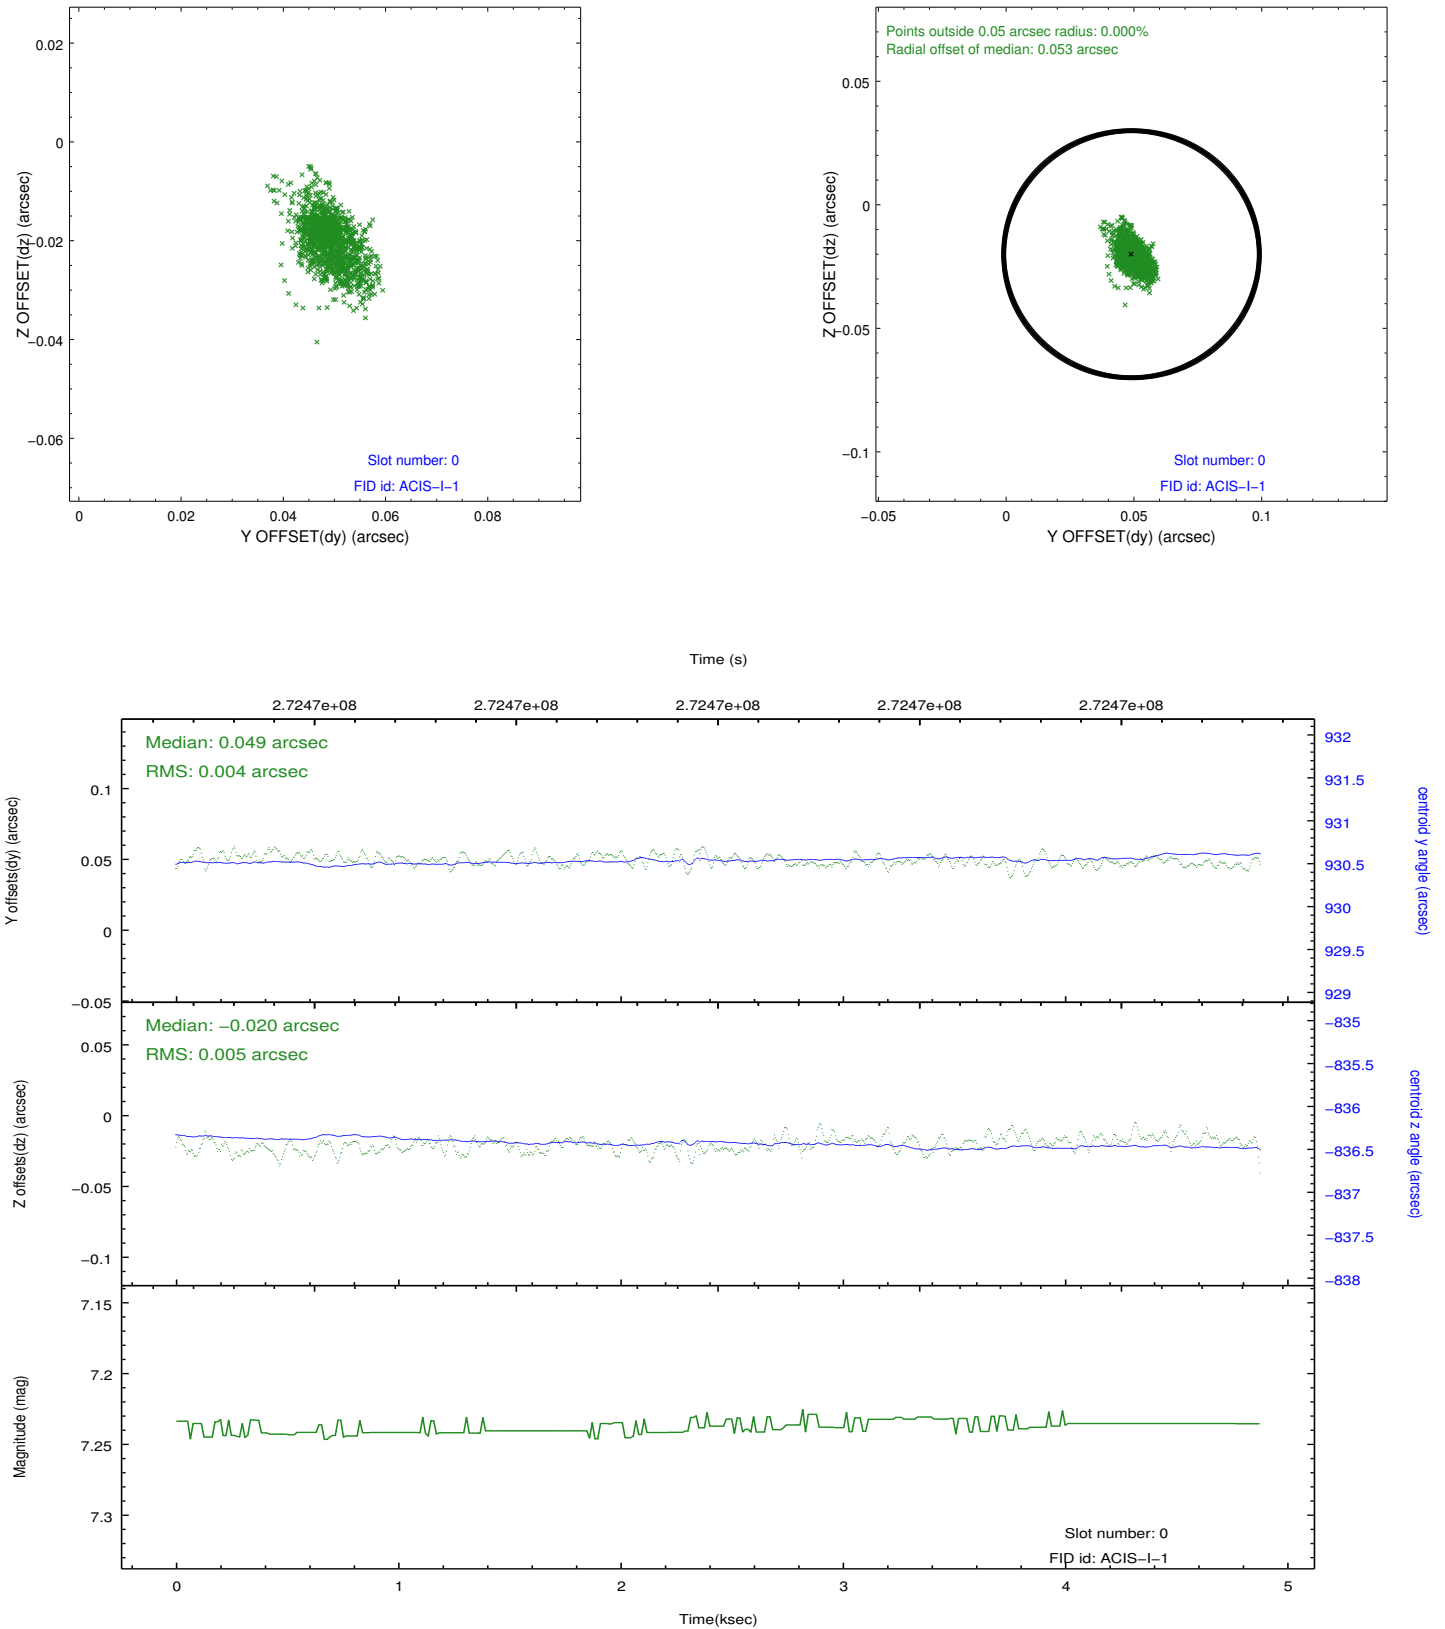 0.02
0
−0.02
−0.04
−0.06
Z OFFSET(dz) (arcsec)
Slot number: 0
FID id: ACIS−I−1
0
0.02
0.04
0.06
0.08
Y OFFSET(dy) (arcsec)
Points outside 0.05 arcsec radius: 0.000%
Radial offset of median: 0.053 arcsec
0.05
0
−0.05
−0.1
Z OFFSET(dz) (arcsec)
Slot number: 0
FID id: ACIS−I−1
−0.05
0
0.05
0.1
Y OFFSET(dy) (arcsec)
Time (s)
2.7247e+08
2.7247e+08
2.7247e+08
2.7247e+08
2.7247e+08
Median: 0.049 arcsec
RMS: 0.004 arcsec
0.1
0.05
0
−0.05
Y offsets(dy) (arcsec)
932
931.5
931
930.5
930
929.5
929
centroid y angle (arcsec)
Median: −0.020 arcsec
RMS: 0.005 arcsec
0.05
0
−0.05
−0.1
Z offsets(dz) (arcsec)
−835
−835.5
−836
−836.5
−837
−837.5
−838
centroid z angle (arcsec)
7.15
7.2
7.25
7.3
Magnitude (mag)
Slot number: 0
FID id: ACIS−I−1
0
1
2
3
4
5
Time(ksec)